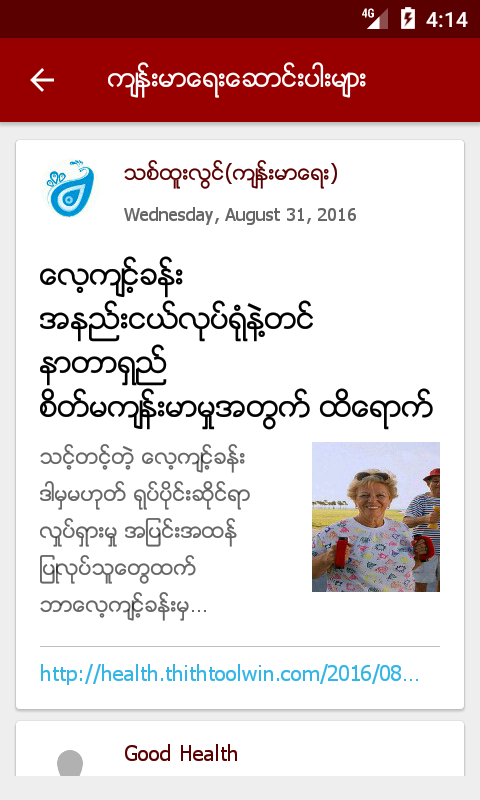 4G 4:14
ကျန်းမာရေးဆောင်းပါးများ
သစ်ထူးလွင်(ကျန်းမာရေး)
Wednesday, August 31, 2016
လေ့ကျင့်ခန်း
အနည်းငယ်လုပ်ရုံနဲ့တင်
နာတာရှည်
စိတ်မကျန်းမာမှုအတွက် ထိရောက်
သင့်တင့်တဲ့ လေ့ကျင့်ခန်း
ဒါမှမဟုတ် ရုပ်ပိုင်းဆိုင်ရာ
လှုပ်ရှားမှု အပြင်းအထန်
ပြုလုပ်သူတွေထက်
ဘာလေ့ကျင့်ခန်းမှ...
http://health.thithtoolwin.com/2016/08...
Good Health